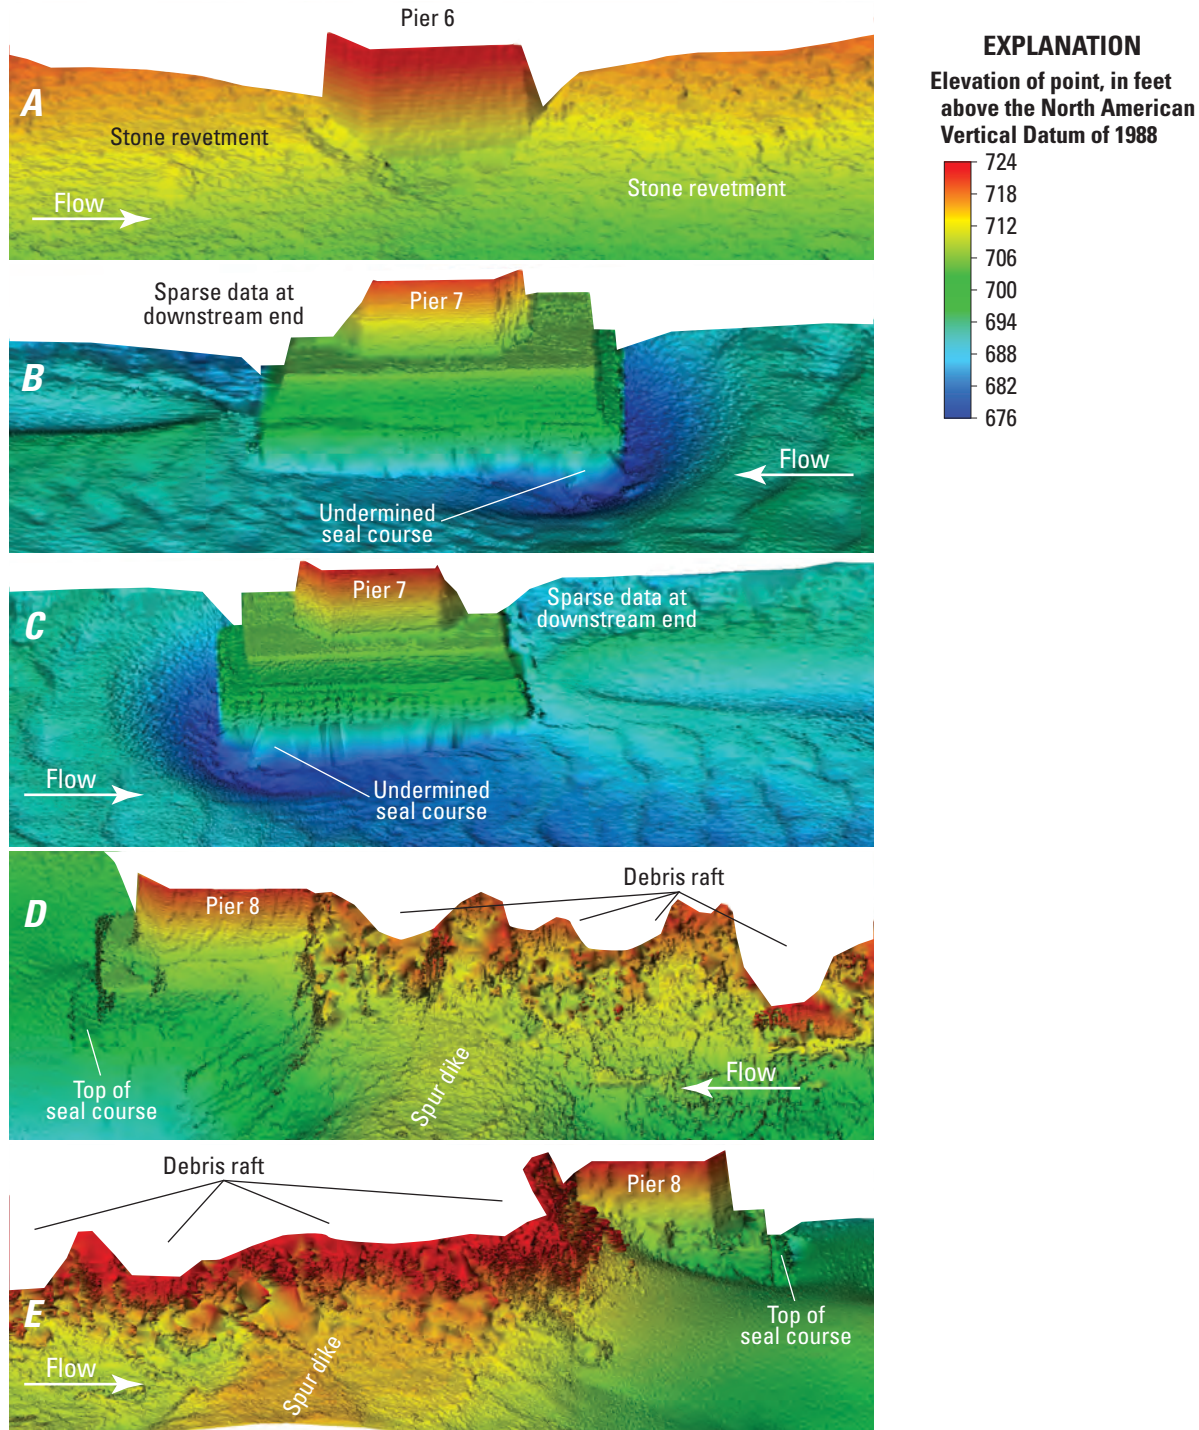 Pier 6
A
Stone revetment
Stone revetment
Flow
EXPLANATION
Elevation of point, in feet
above the North American
Vertical Datum of 1988
724
718
712
706
700
694
688
682
676
Sparse data at
downstream end
Pier 7
B
Flow
Undermined
seal course
Pier 7
Sparse data at
downstream end
C
Flow
Undermined
seal course
Debris raft
D
Pier 8
Flow
Top of
seal course
Spur dike
Debris raft
Pier 8
E
Top of
seal course
Flow
Spur dike